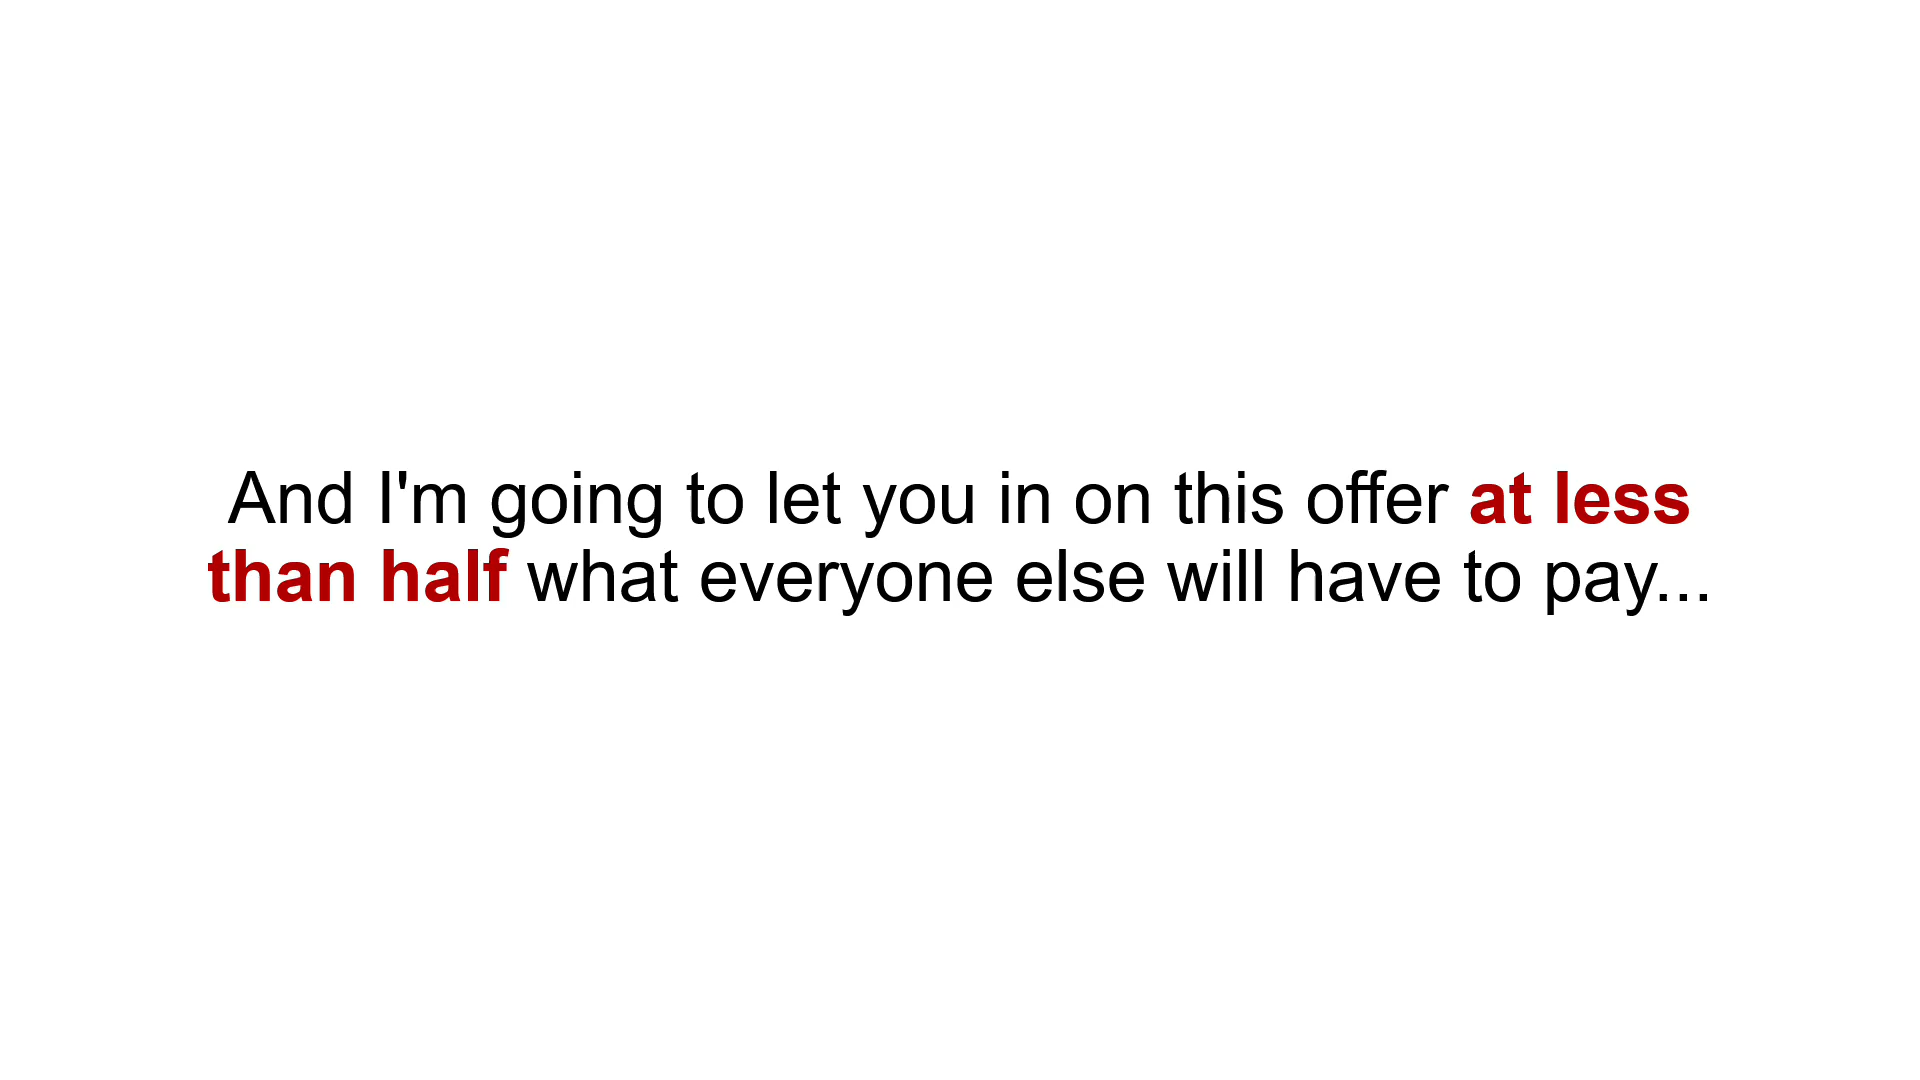 And I'm going to let you in on this offer at less
than half what everyone else will have to pay...